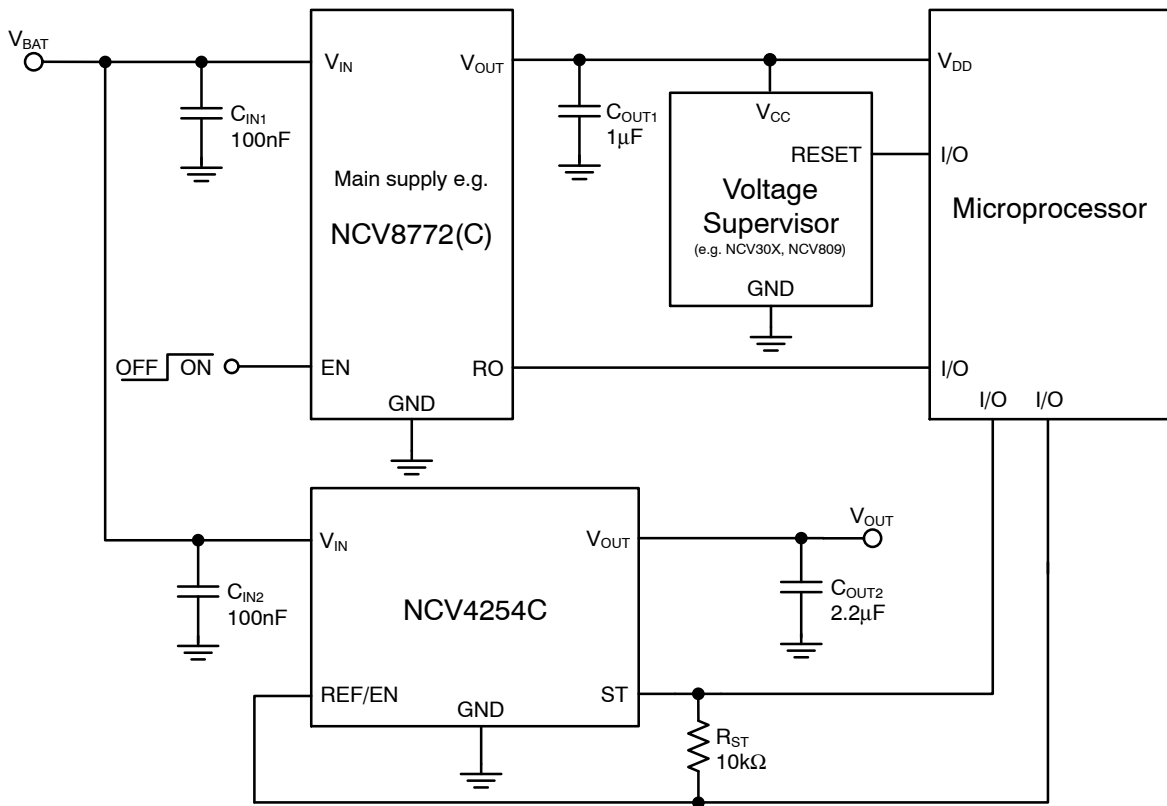 VBAT
VIN
VOUT
VDD
CIN1
100nF
COUT1
1μF
VCC
RESET
I/O
Main supply e.g.
NCV8772(C)
Voltage
Supervisor
(e.g. NCV30X, NCV809)
Microprocessor
GND
OFF ON
EN
RO
I/O
GND
I/O I/O
VIN
VOUT
VOUT
CIN2
100nF
NCV4254C
COUT2
2.2μF
REF/EN
GND
ST
RST
10kΩ